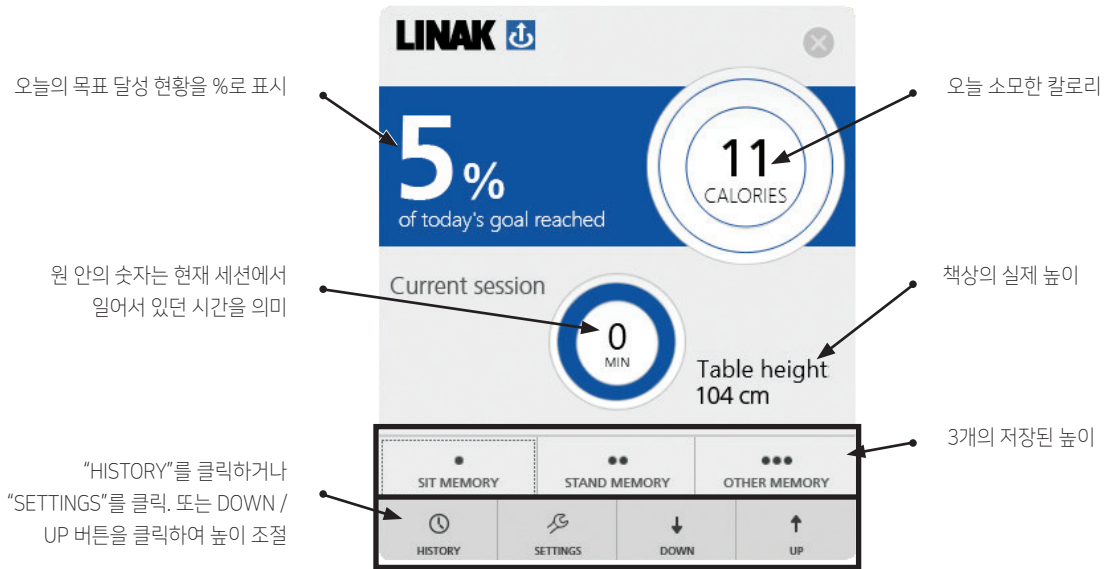 LINAK
오늘의 목표 달성 현황을 %로 표시
오늘 소모한 칼로리
5%
of today's goal reached
11
CALORIES
원 안의 숫자는 현재 세션에서
일어서 있던 시간을 의미
Current session
0
MIN
책상의 실제 높이
Table height
104 cm
3개의 저장된 높이
SIT MEMORY
STAND MEMORY
OTHER MEMORY
"HISTORY"를 클릭하거나
"SETTINGS"를 클릭. 또는 DOWN /
UP 버튼을 클릭하여 높이 조절
HISTORY
SETTINGS
DOWN
UP